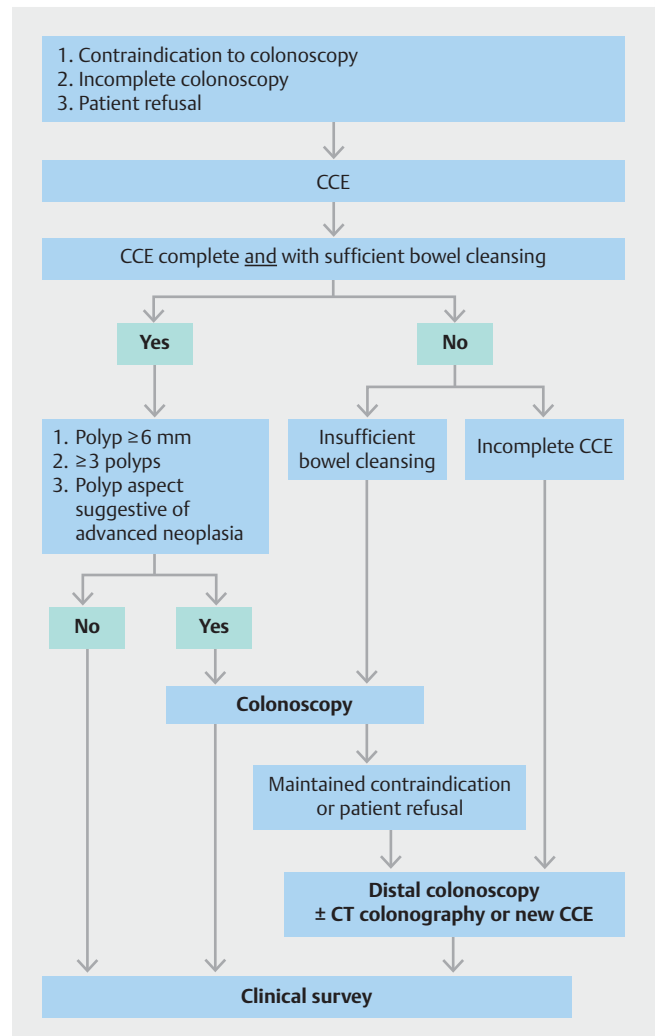 1. Contraindication to colonoscopy
2. Incomplete colonoscopy
3. Patient refusal
CCE
CCE complete and with sufficient bowel cleansing
Yes
No
1. Polyp ≥6 mm
2. ≥3 polyps
3. Polyp aspect
suggestive of
advanced neoplasia
Insufficient
bowel cleansing
Incomplete CCE
No
Yes
Colonoscopy
Maintained contraindication
or patient refusal
Distal colonoscopy
± CT colonography or new CCE
Clinical survey